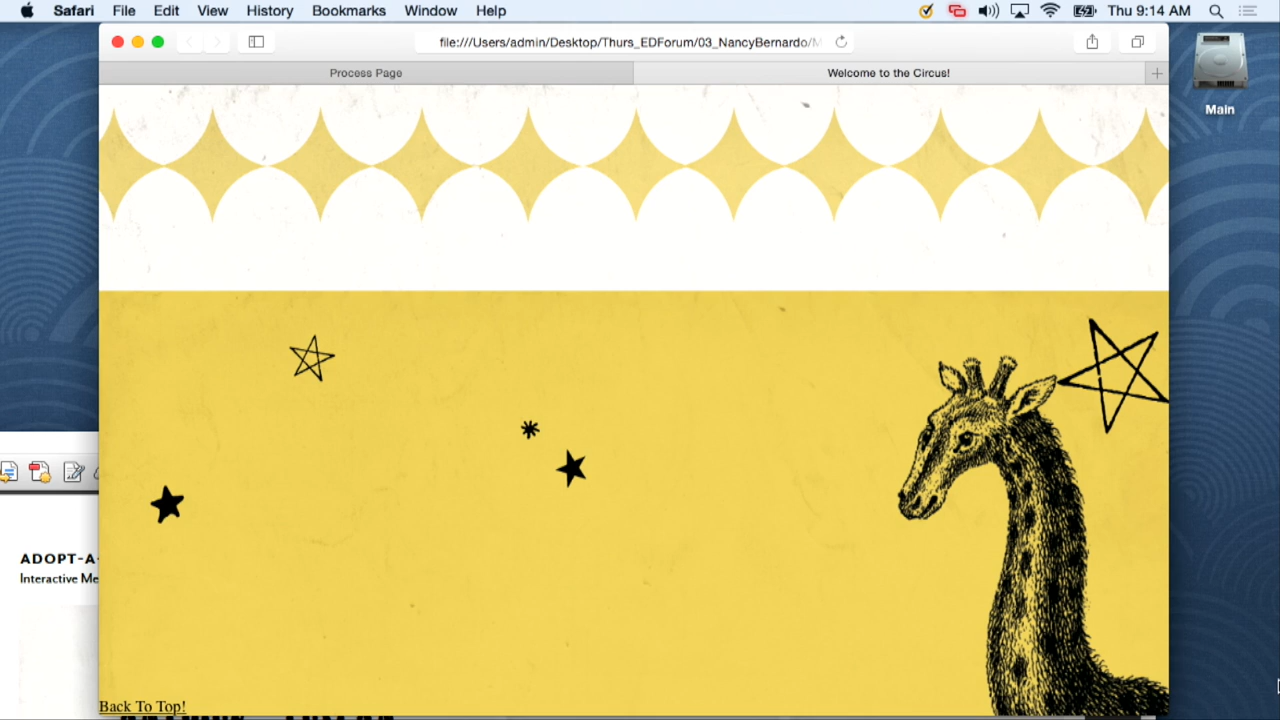 Safari File Edit View History Bookmarks Window Help Thu 9:14 AM
file:///Users/admin/Desktop/Thurs_EDForum/03_NancyBernardo/
Process Page Welcome to the Circus!
Main
ADOPT-A-
Interactive Me
Back To Top!